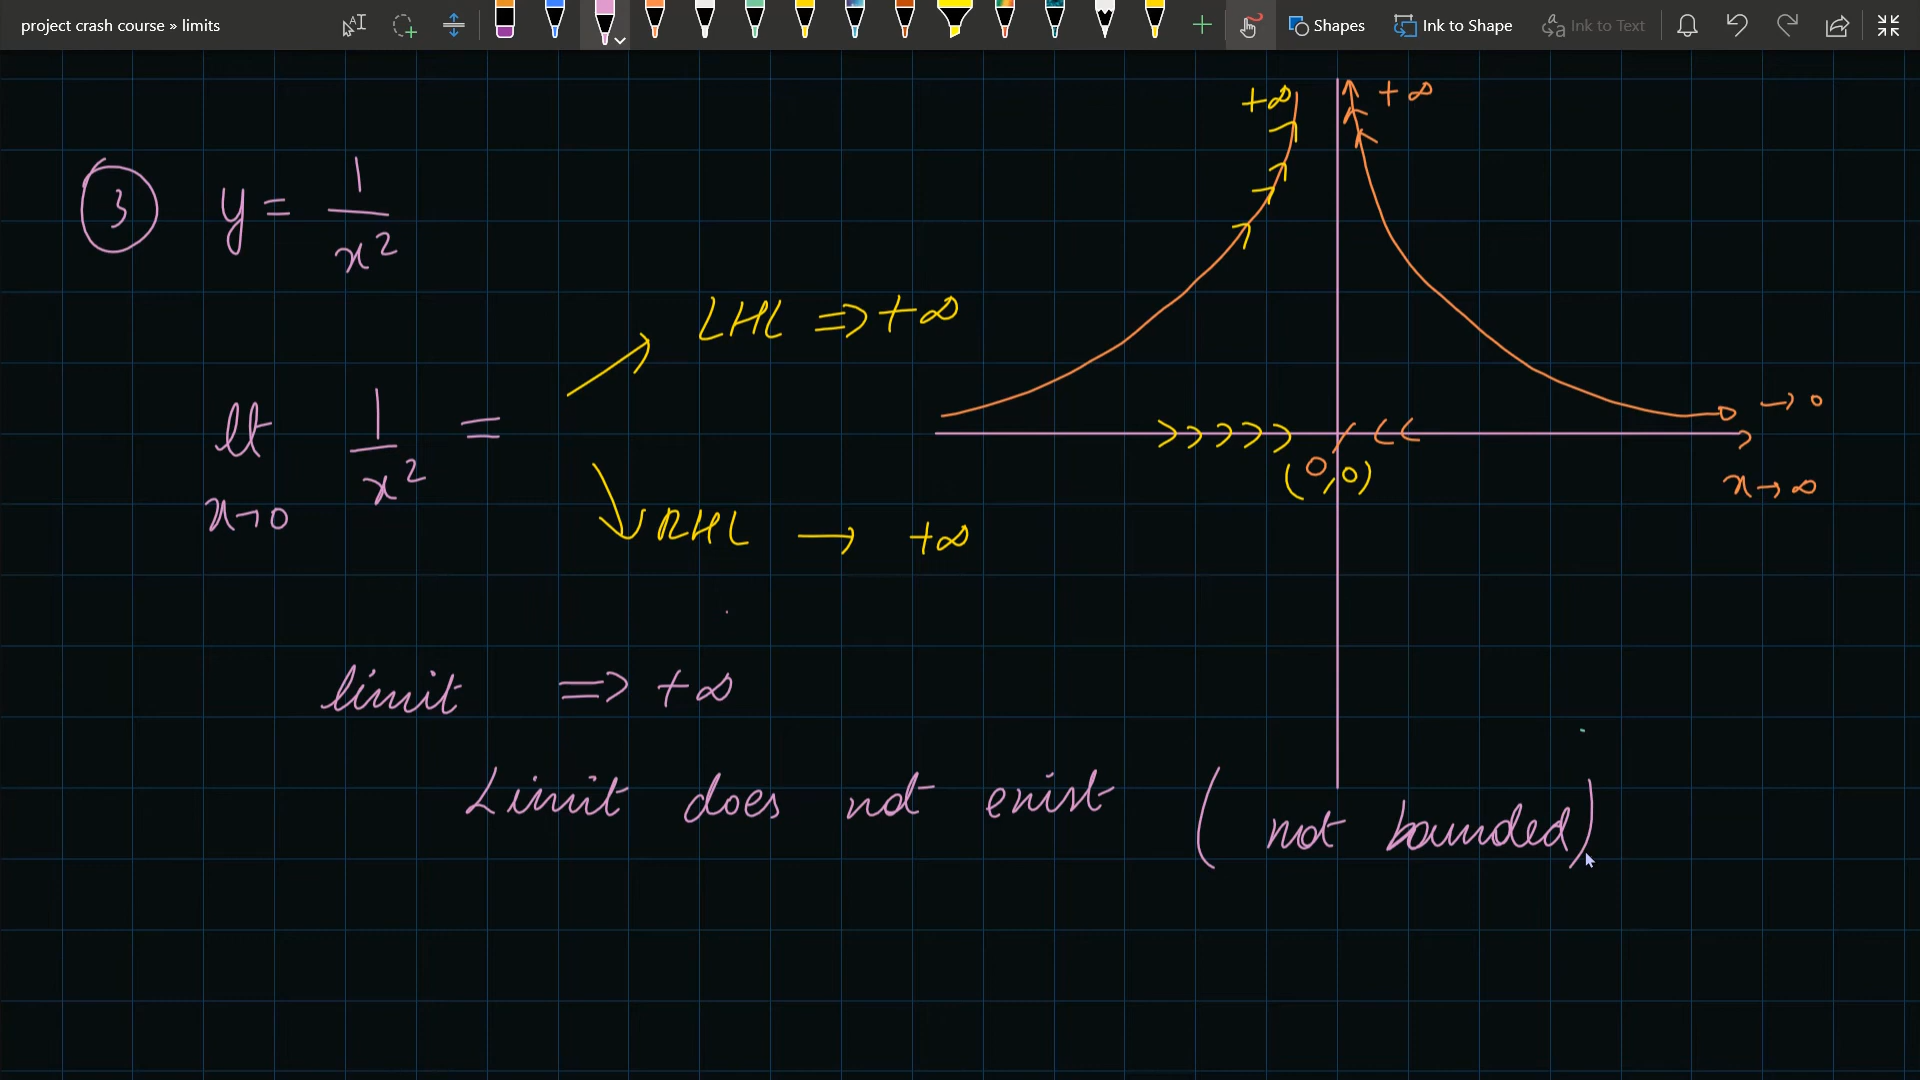 project crash course » limits
Shapes
Ink to Shape
Ink to Text
+∞
+∞
③ y = 1/x²
LHL => +∞
lt x→0 1/x² =
→ 0
(0,0)
x → ∞
RHL → +∞
limit => +∞
Limit does not exist (not bounded)